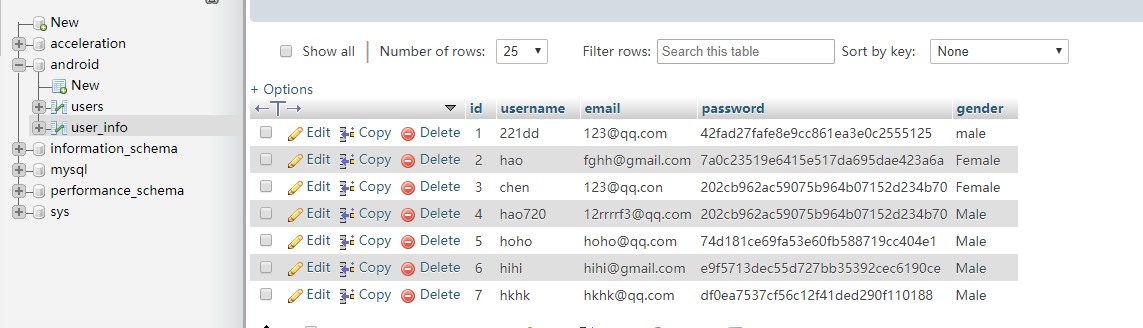 New
acceleration
android
New
users
user_info
information_schema
mysql
performance_schema
sys
Show all Number of rows: 25 Filter rows: Search this table Sort by key: None
+ Options
←T→ id username email password gender
Edit Copy Delete 1 221dd 123@qq.com 42fad27fafe8e9cc861ea3e0c2555125 male
Edit Copy Delete 2 hao fghh@gmail.com 7a0c23519e6415e517da695dae423a6a Female
Edit Copy Delete 3 chen 123@qq.con 202cb962ac59075b964b07152d234b70 Female
Edit Copy Delete 4 hao720 12rrrrf3@qq.com 202cb962ac59075b964b07152d234b70 Male
Edit Copy Delete 5 hoho hoho@qq.com 74d181ce69fa53e60fb588719cc404e1 Male
Edit Copy Delete 6 hihi hihi@gmail.com e9f5713dec55d727bb35392cec6190ce Male
Edit Copy Delete 7 hkhk hkhk@qq.com df0ea7537cf56c12f41ded290f110188 Male